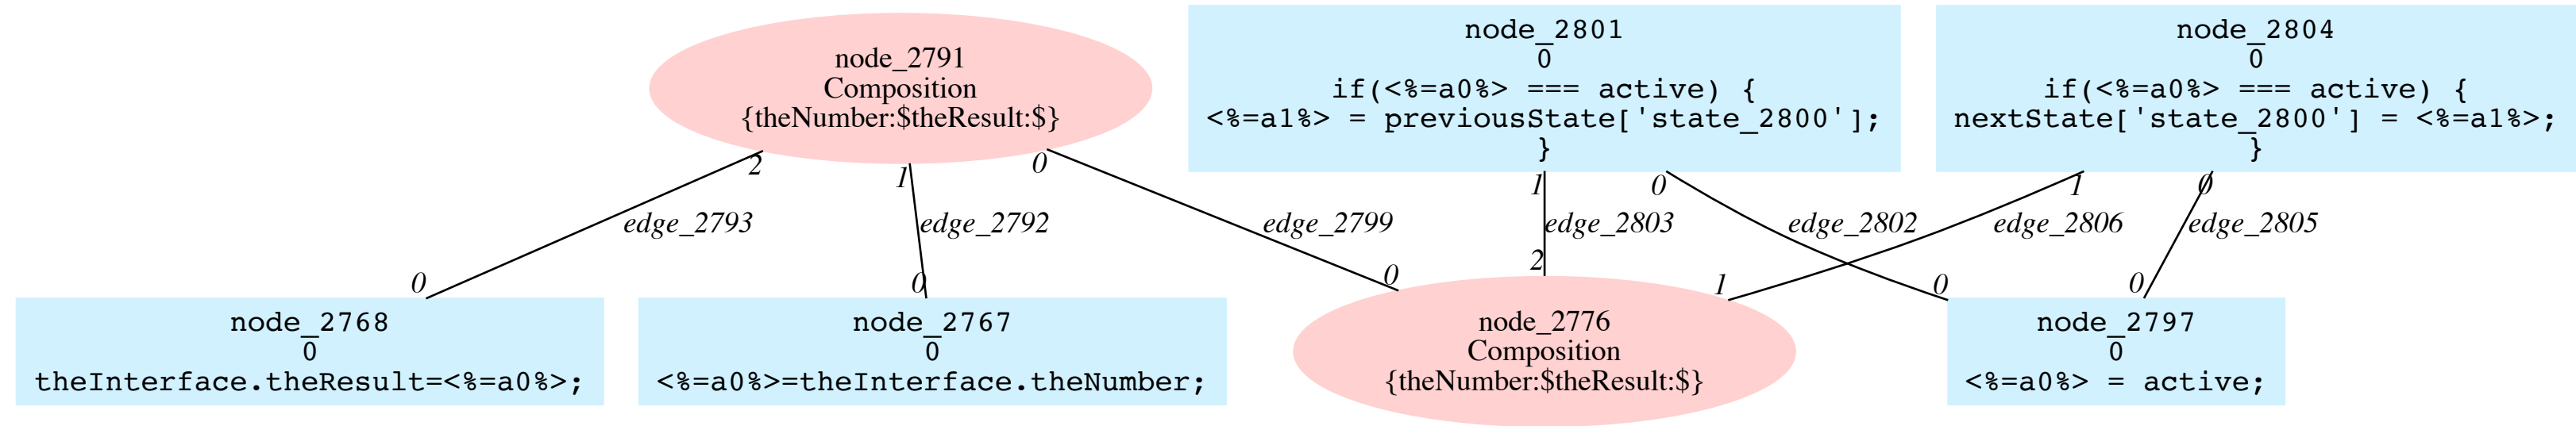 node_2791
Composition
{theNumber:$theResult:$}
node_2801
0
if(<%=a0%> === active) {
<%=a1%> = previousState['state_2800'];
}
node_2804
0
if(<%=a0%> === active) {
nextState['state_2800'] = <%=a1%>;
}
2
1
0
1
0
1
0
edge_2793
edge_2792
edge_2799
edge_2803
edge_2802
edge_2806
edge_2805
0
0
0
2
1
0
0
node_2768
0
theInterface.theResult=<%=a0%>;
node_2767
0
<%=a0%>=theInterface.theNumber;
node_2776
Composition
{theNumber:$theResult:$}
node_2797
0
<%=a0%> = active;